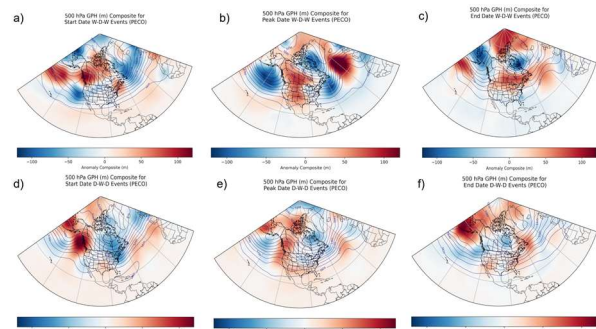 a)
500 hPa GPH (m) Composite for
Start Date W-D-W Events (PECO)
b)
500 hPa GPH (m) Composite for
Peak Date W-D-W Events (PECO)
c)
500 hPa GPH (m) Composite for
End Date W-D-W Events (PECO)
−100 −50 0 50 100
Anomaly Composite (m)
−100 −50 0 50 100
Anomaly Composite (m)
−100 −50 0 50 100
Anomaly Composite (m)
d)
500 hPa GPH (m) Composite for
Start Date D-W-D Events (PECO)
e)
500 hPa GPH (m) Composite for
Peak Date D-W-D Events (PECO)
f)
500 hPa GPH (m) Composite for
End Date D-W-D Events (PECO)